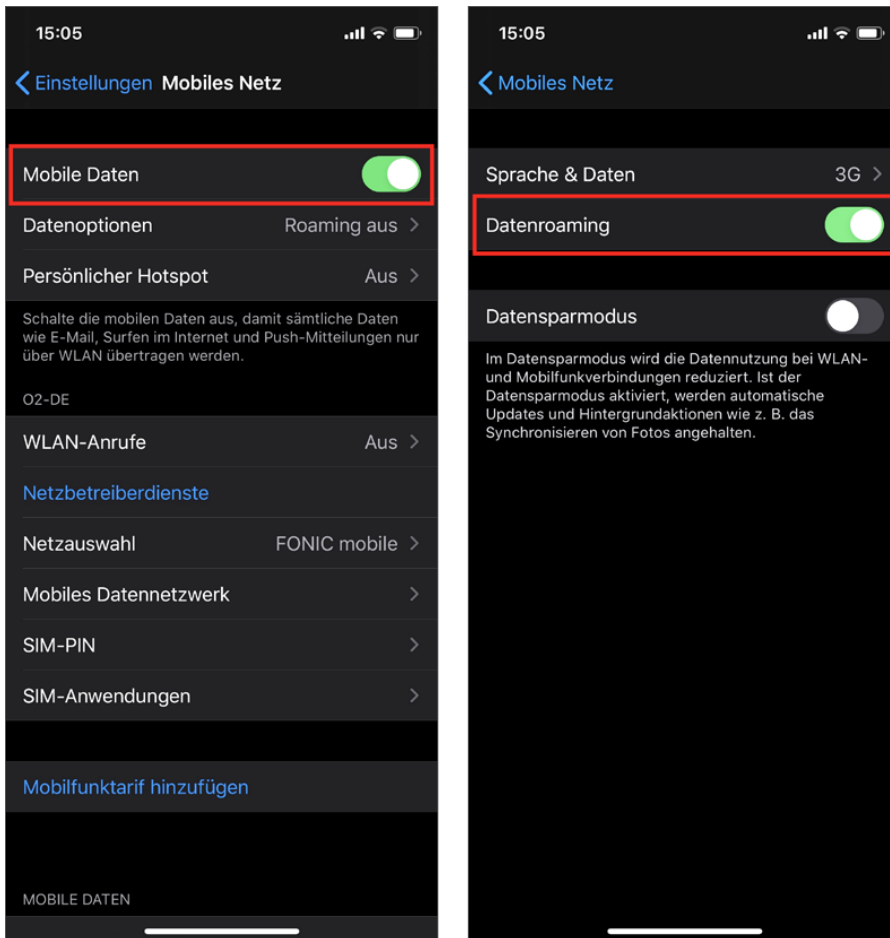 15:05
Einstellungen Mobiles Netz
Mobile Daten
Datenoptionen Roaming aus
Persönlicher Hotspot Aus
Schalte die mobilen Daten aus, damit sämtliche Daten
wie E-Mail, Surfen im Internet und Push-Mitteilungen nur
über WLAN übertragen werden.
O2-DE
WLAN-Anrufe Aus
Netzbetreiberdienste
Netzauswahl FONIC mobile
Mobiles Datennetzwerk
SIM-PIN
SIM-Anwendungen
Mobilfunktarif hinzufügen
MOBILE DATEN
15:05
Mobiles Netz
Sprache & Daten 3G
Datenroaming
Datensparmodus
Im Datensparmodus wird die Datennutzung bei WLAN-
und Mobilfunkverbindungen reduziert. Ist der
Datensparmodus aktiviert, werden automatische
Updates und Hintergrundaktionen wie z. B. das
Synchronisieren von Fotos angehalten.